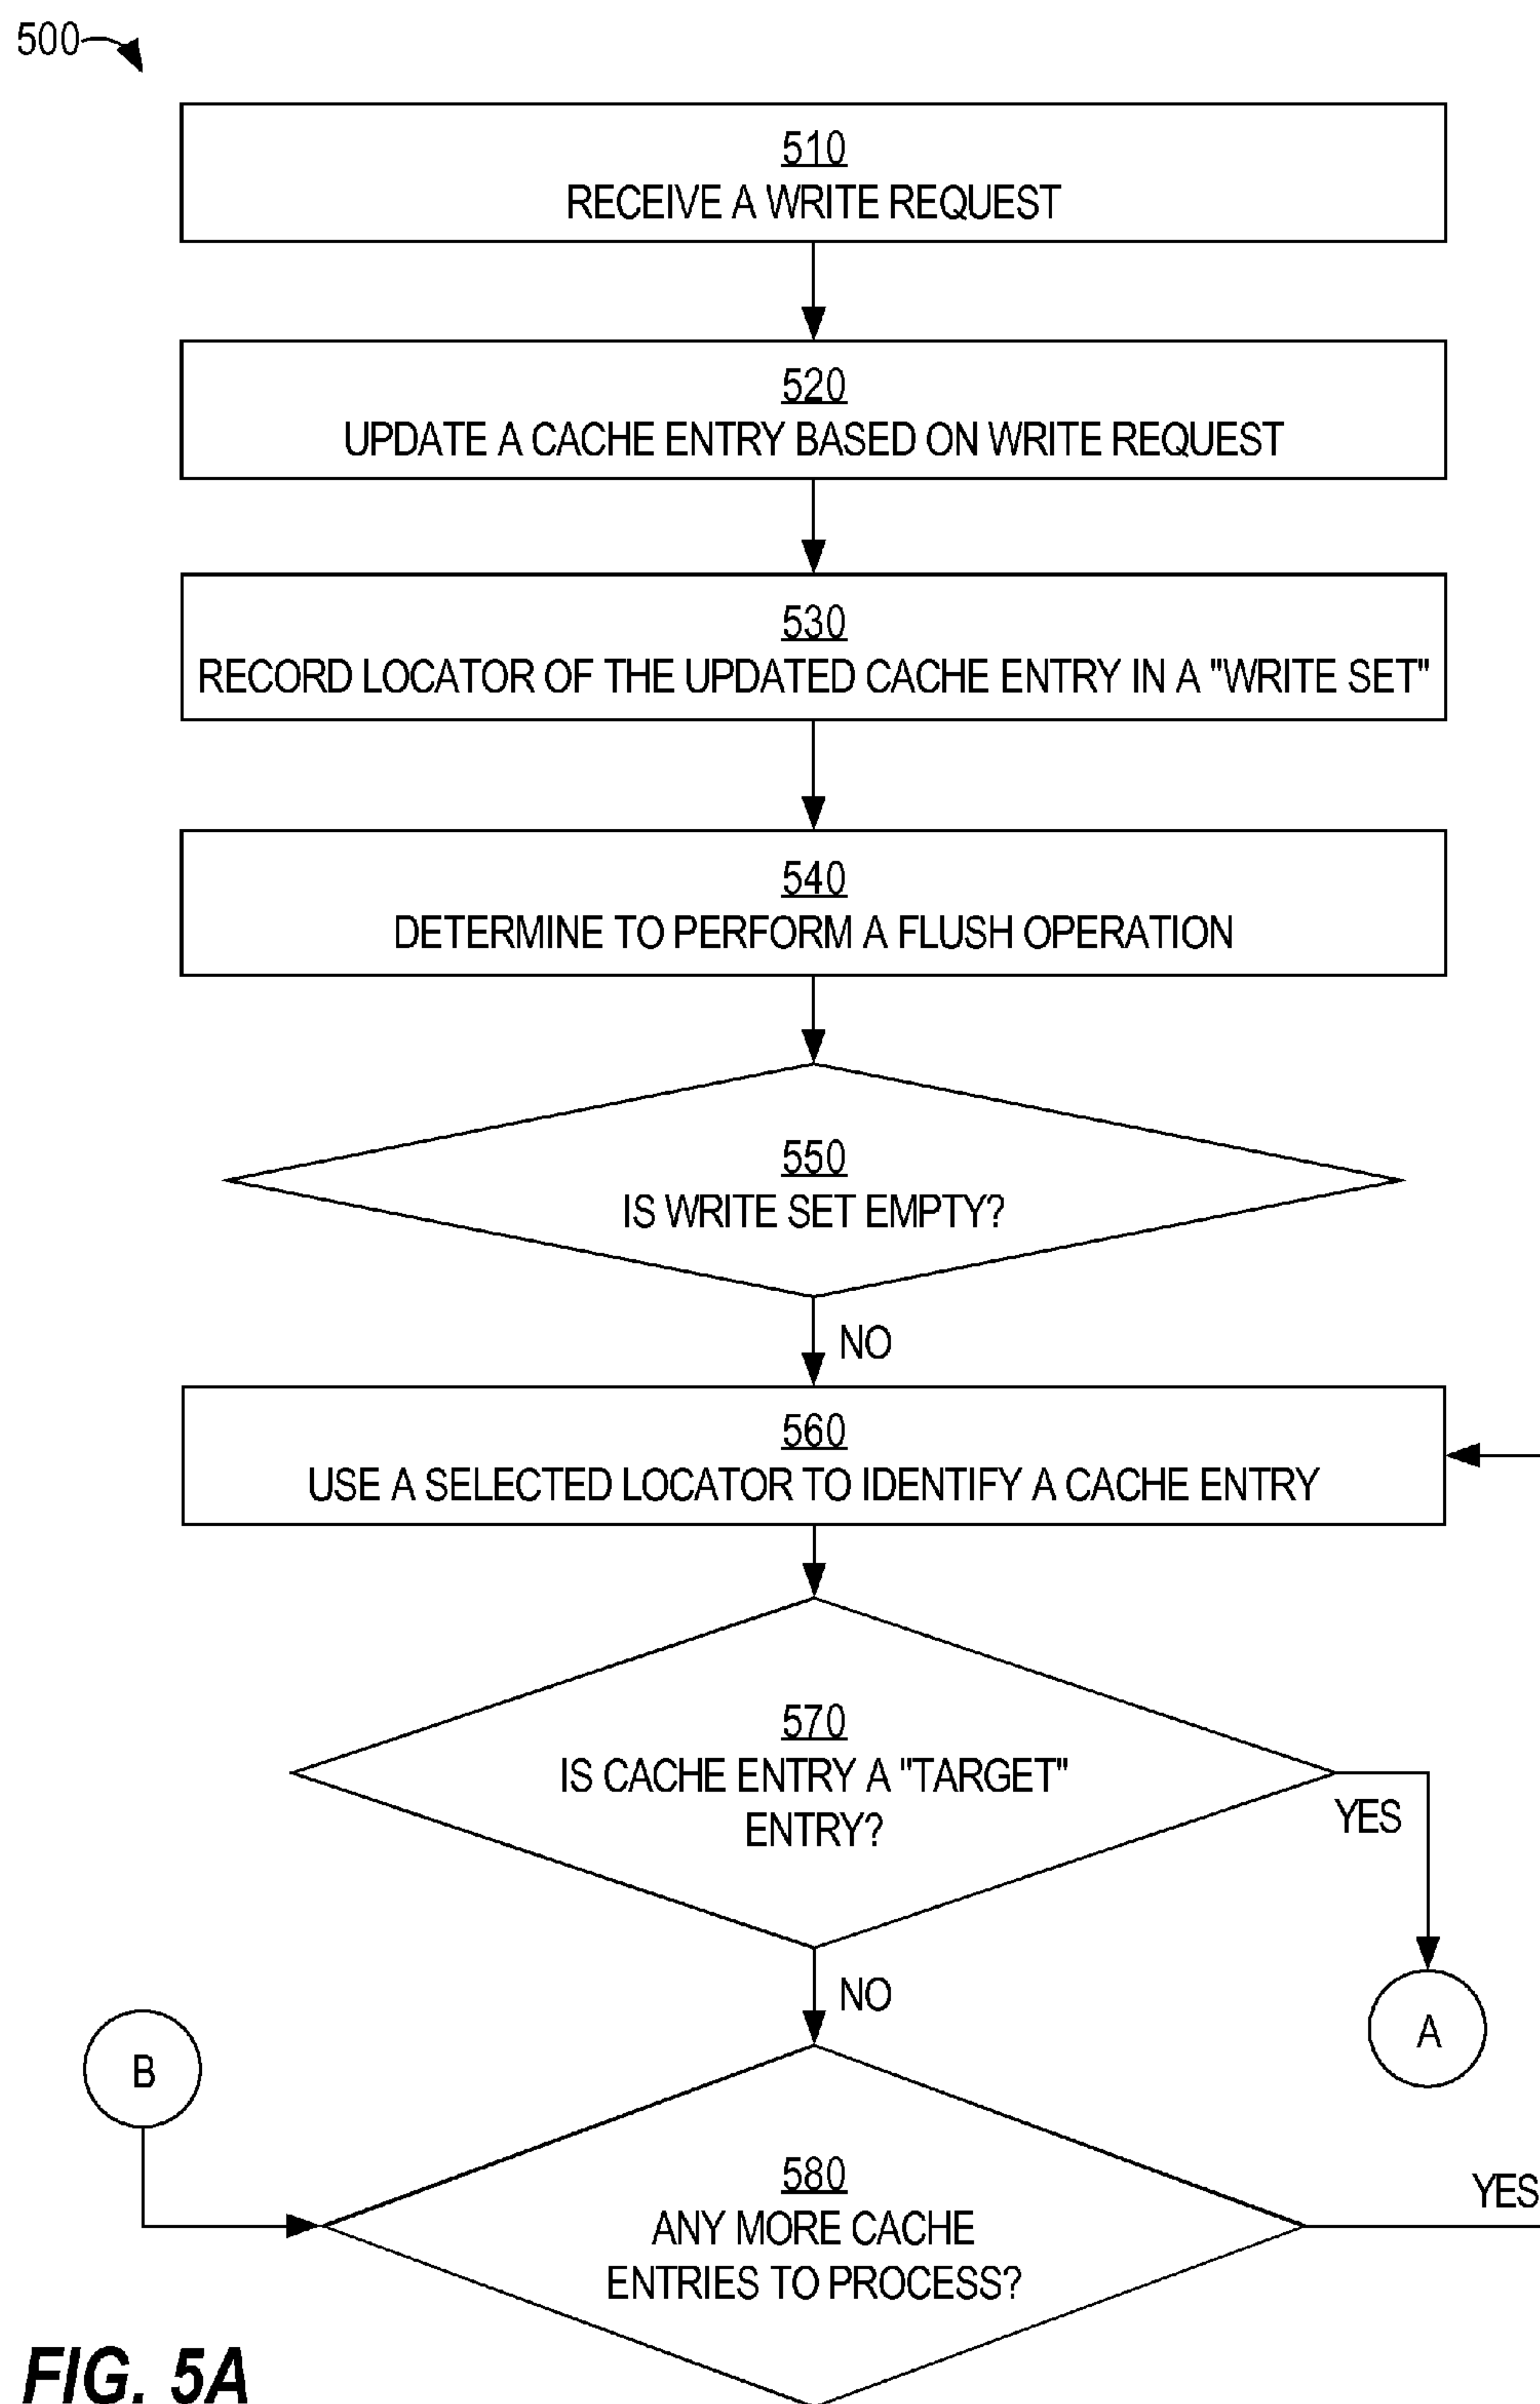 500
510
RECEIVE A WRITE REQUEST
520
UPDATE A CACHE ENTRY BASED ON WRITE REQUEST
530
RECORD LOCATOR OF THE UPDATED CACHE ENTRY IN A "WRITE SET"
540
DETERMINE TO PERFORM A FLUSH OPERATION
550
IS WRITE SET EMPTY?
NO
560
USE A SELECTED LOCATOR TO IDENTIFY A CACHE ENTRY
570
IS CACHE ENTRY A "TARGET"
ENTRY?
YES
NO
A
B
580
ANY MORE CACHE
ENTRIES TO PROCESS?
YES
FIG. 5A